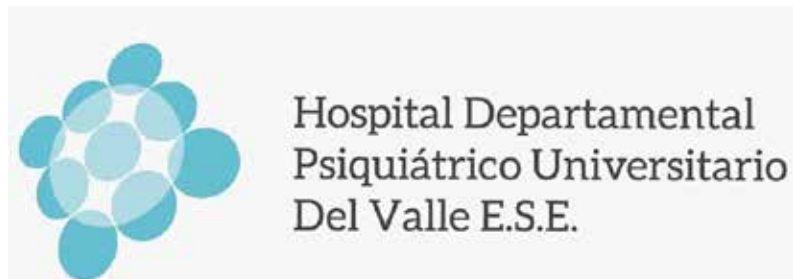 Hospital Departamental
Psiquiátrico Universitario
Del Valle E.S.E.